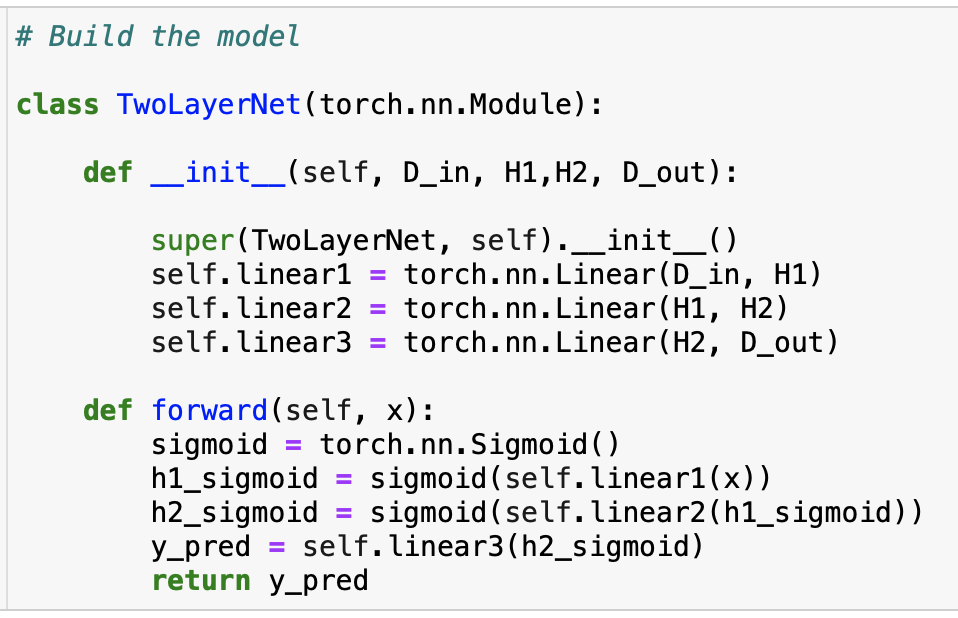 # Build the model
class TwoLayerNet(torch.nn.Module):
def __init__(self, D_in, H1,H2, D_out):
super(TwoLayerNet, self).__init__()
self.linear1 = torch.nn.Linear(D_in, H1)
self.linear2 = torch.nn.Linear(H1, H2)
self.linear3 = torch.nn.Linear(H2, D_out)
def forward(self, x):
sigmoid = torch.nn.Sigmoid()
h1_sigmoid = sigmoid(self.linear1(x))
h2_sigmoid = sigmoid(self.linear2(h1_sigmoid))
y_pred = self.linear3(h2_sigmoid)
return y_pred